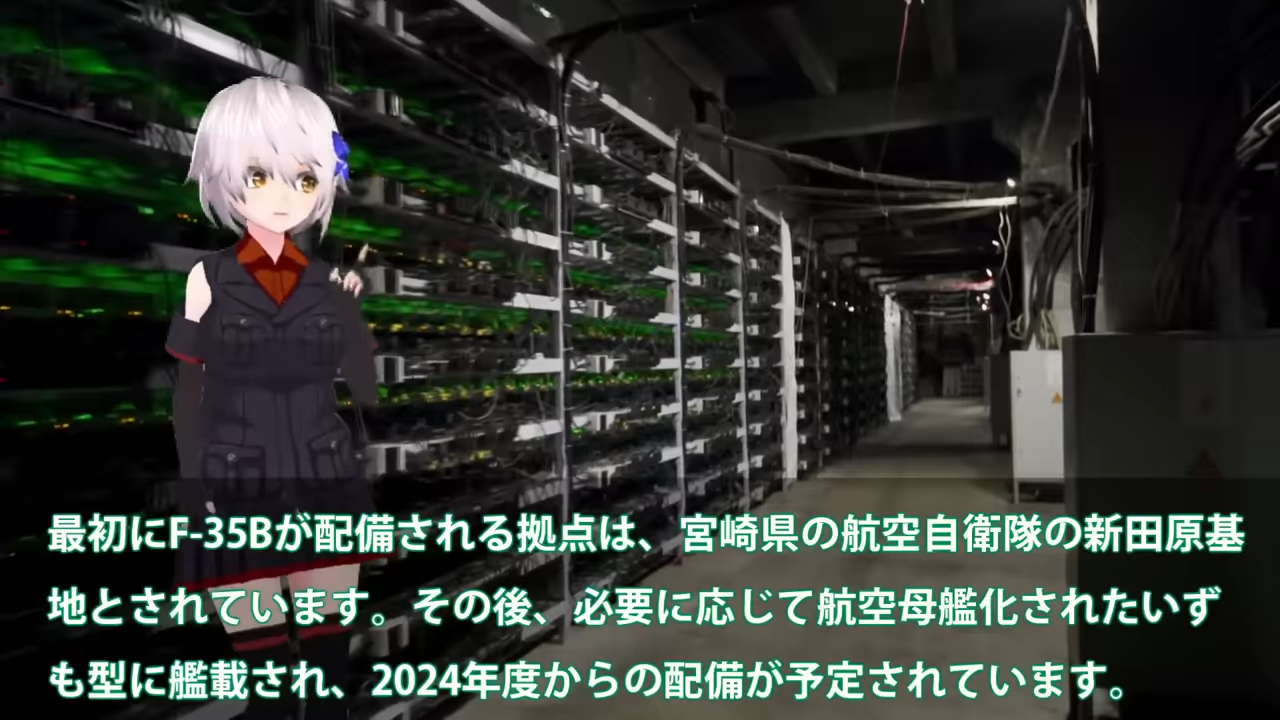 最初にF-35Bが配備される拠点は、宮崎県の航空自衛隊の新田原基
地とされています。その後、必要に応じて航空母艦化されたいず
も型に艦載され、2024年度からの配備が予定されています。